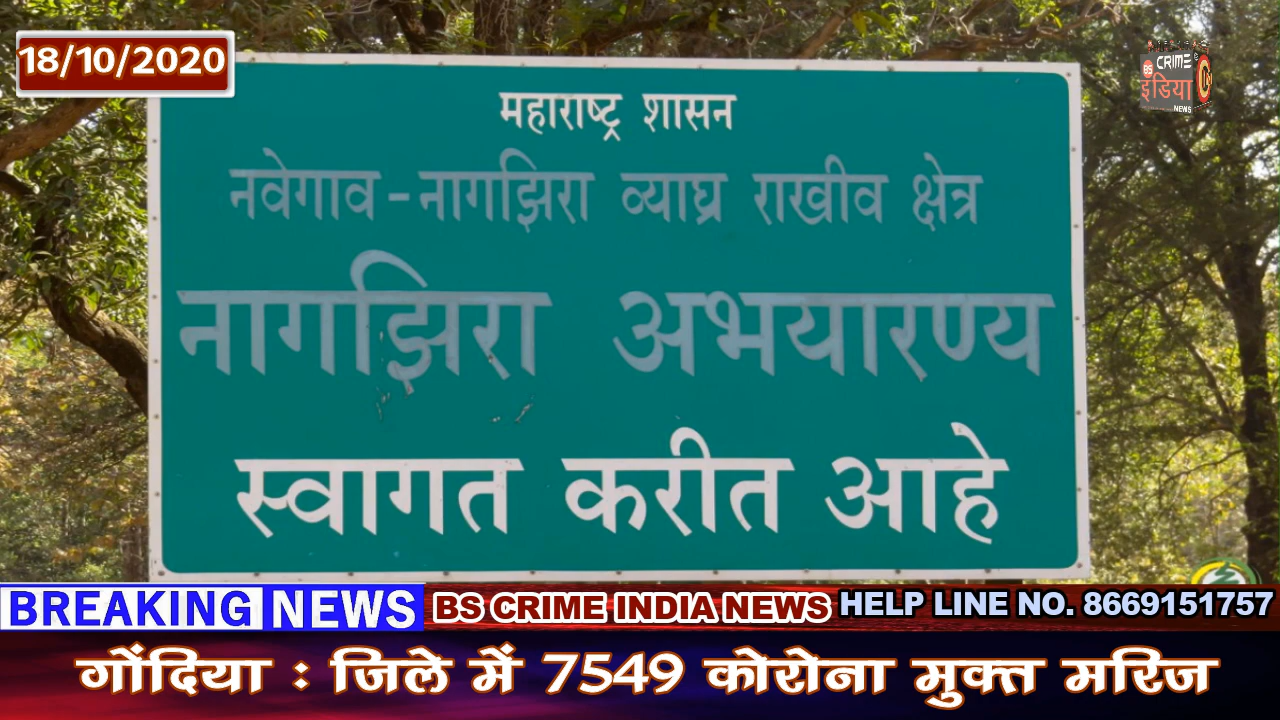 18/10/2020
BS CRIME
इंडिया
NEWS
महाराष्ट्र शासन
नवेगाव-नागझिरा व्याघ्र राखीव क्षेत्र
नागझिरा अभयारण्य
स्वागत करीत आहे
BREAKING NEWS BS CRIME INDIA NEWS HELP LINE NO. 8669151757
गोंदिया : जिले में 7549 कोरोना मुक्त मरिज